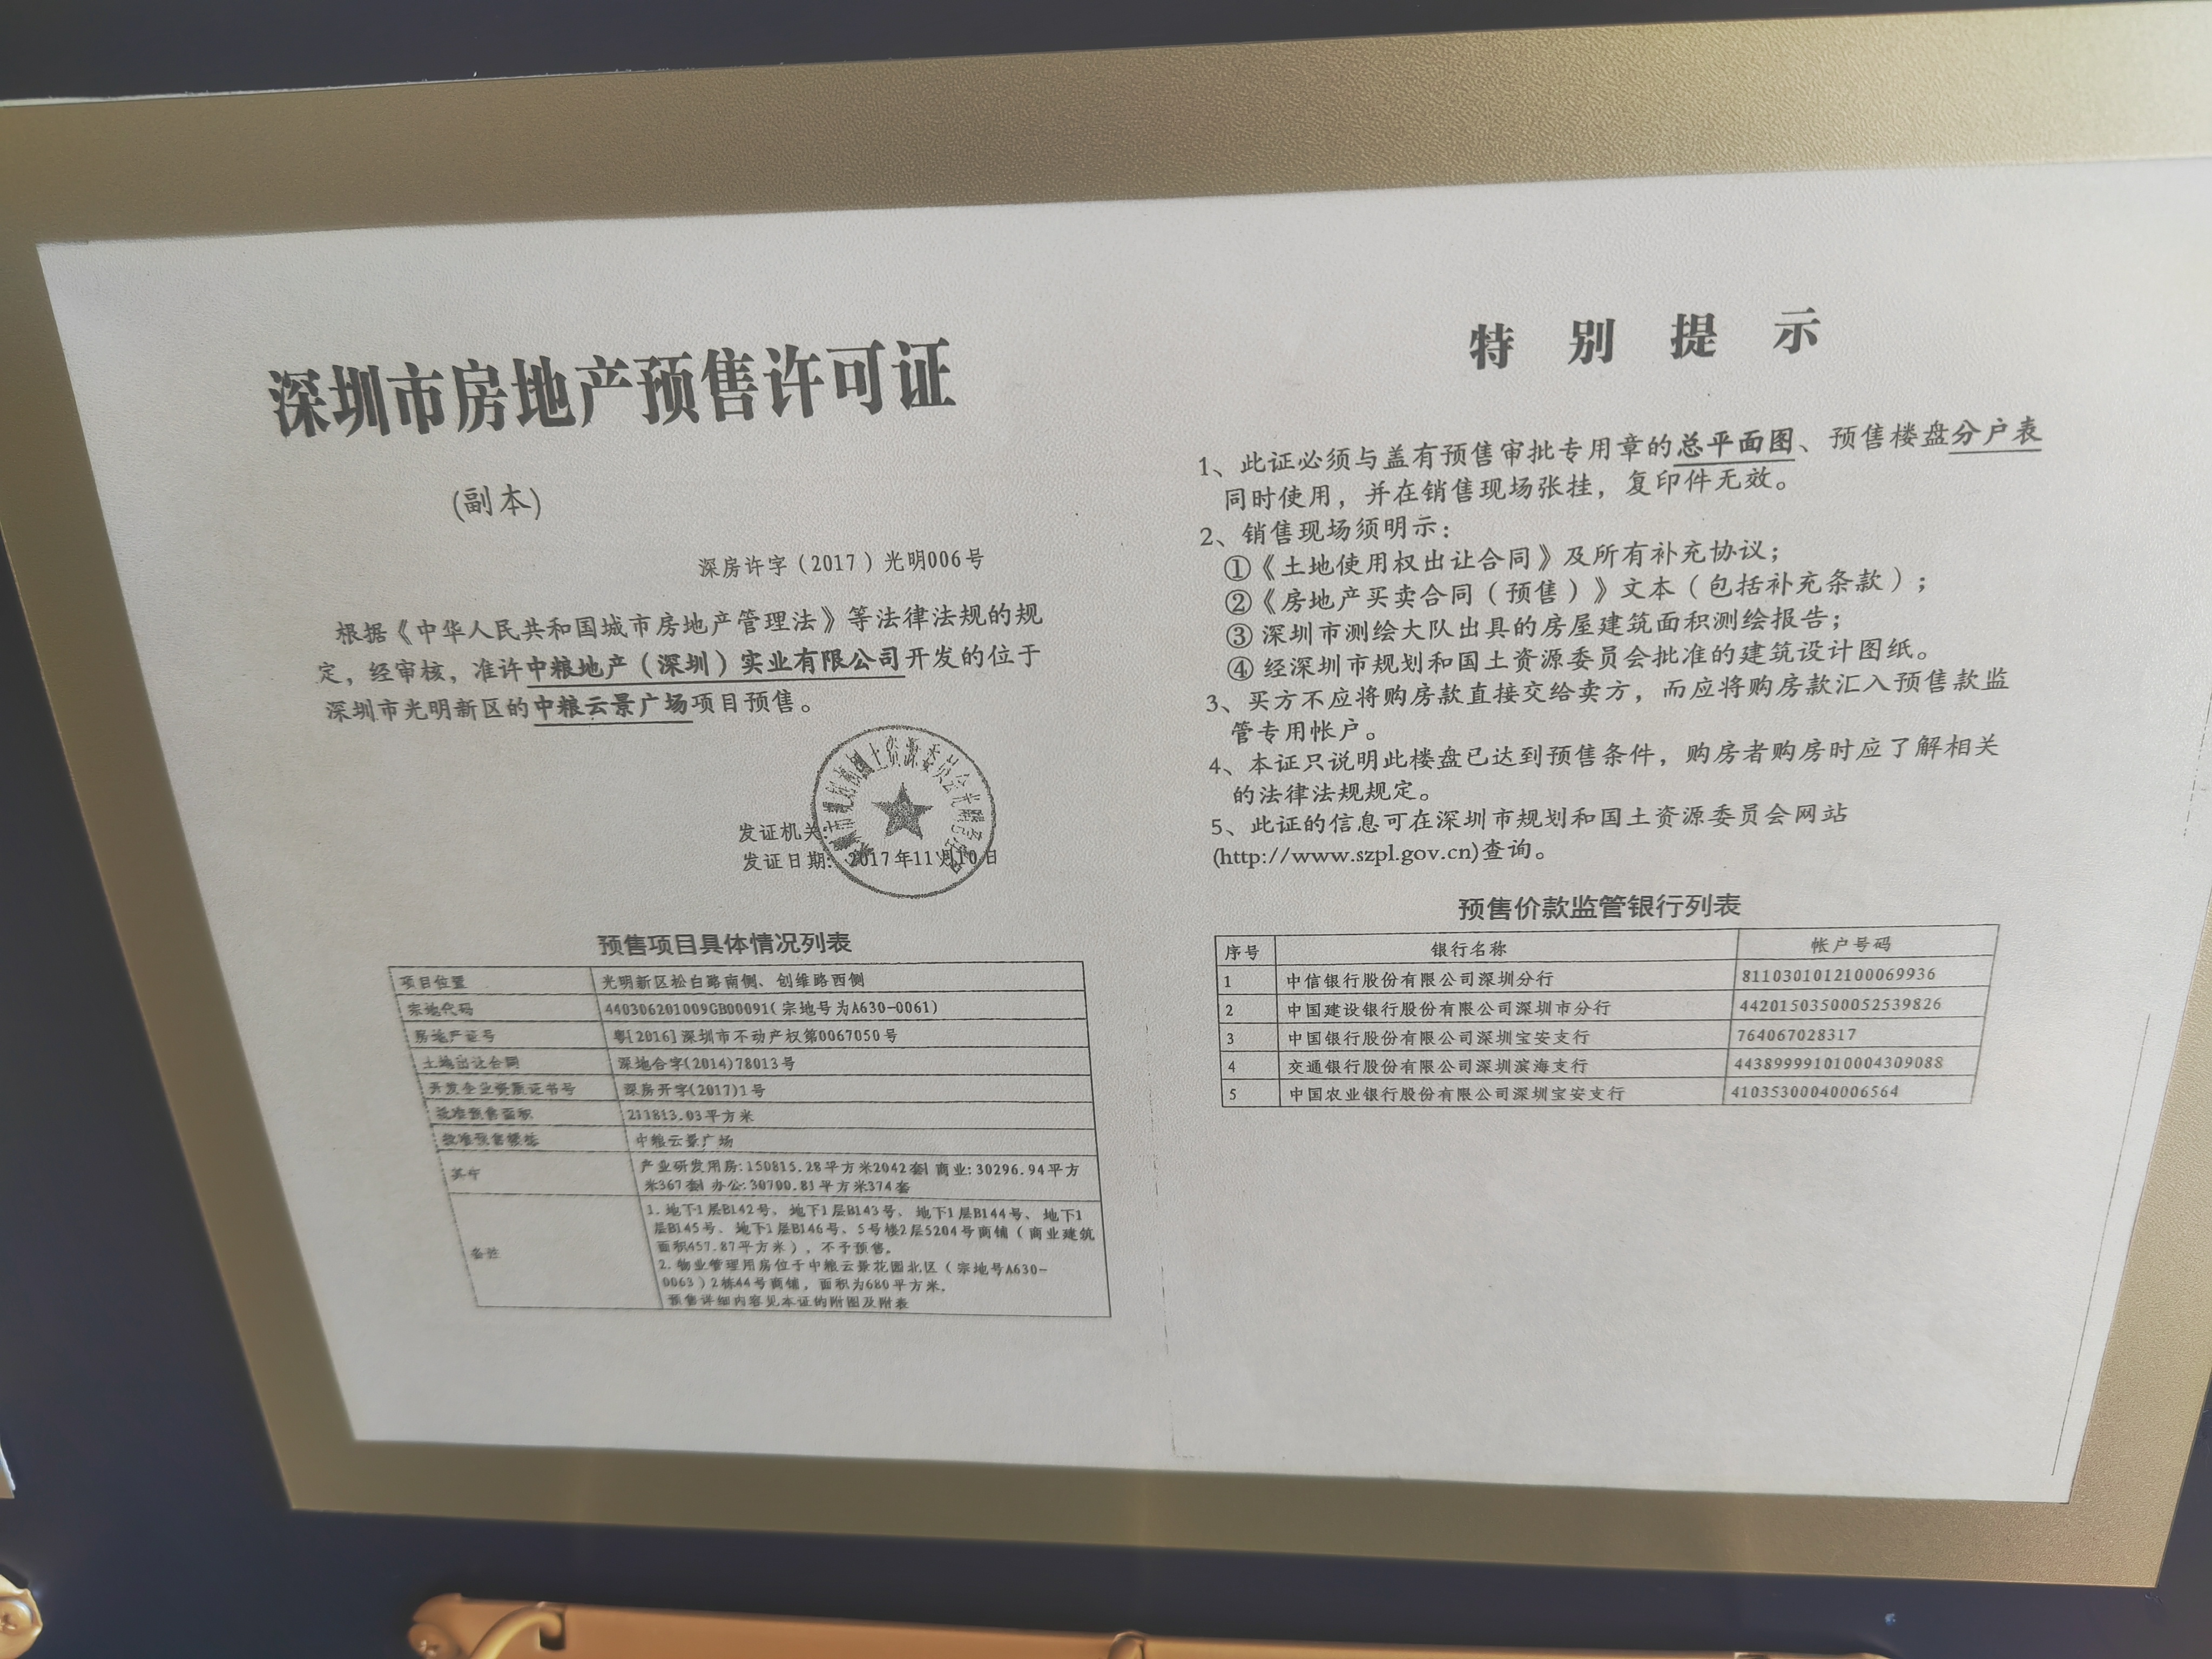 深圳市房地产预售许可证
(副本)
深房许字（2017）光明006号
根据《中华人民共和国城市房地产管理法》等法律法规的规
定，经审核，准许中粮地产（深圳）实业有限公司开发的位于
深圳市光明新区的中粮云景广场项目预售。
发证机关:
发证日期: 2017年11月10日
预售项目具体情况列表
项目位置 光明新区松白路南侧、创维路西侧
宗地代码 440306201009GB00091(宗地号为A630-0061)
房地产证号 粤[2016]深圳市不动产权第0067050号
土地出让合同 深地合字(2014)78013号
开发企业资质证书号 深房开字(2017)1号
批准预售面积 211813.03平方米
批准预售楼栋 中粮云景广场
其中 产业研发用房:150815.28平方米2042套| 商业:30296.94平方
米367套| 办公:30700.81平方米374套
备注 1. 地下1层B142号、地下1层B143号、地下1层B144号、地下1
层B145号、地下1层B146号、5号楼2层5204号商铺（商业建筑
面积457.87平方米），不予预售。
2. 物业管理用房位于中粮云景花园北区（宗地号A630-
0063）2栋44号商铺，面积为680平方米。
预售详细内容见本证的附图及附表
特别提示
1、此证必须与盖有预售审批专用章的总平面图、预售楼盘分户表
同时使用，并在销售现场张挂，复印件无效。
2、销售现场须明示：
①《土地使用权出让合同》及所有补充协议；
②《房地产买卖合同（预售）》文本（包括补充条款）；
③ 深圳市测绘大队出具的房屋建筑面积测绘报告；
④ 经深圳市规划和国土资源委员会批准的建筑设计图纸。
3、买方不应将购房款直接交给卖方，而应将购房款汇入预售款监
管专用帐户。
4、本证只说明此楼盘已达到预售条件，购房者购房时应了解相关
的法律法规规定。
5、此证的信息可在深圳市规划和国土资源委员会网站
(http://www.szpl.gov.cn)查询。
预售价款监管银行列表
序号 银行名称 帐户号码
1 中信银行股份有限公司深圳分行 8110301012100069936
2 中国建设银行股份有限公司深圳市分行 44201503500052539826
3 中国银行股份有限公司深圳宝安支行 764067028317
4 交通银行股份有限公司深圳滨海支行 443899991010004309088
5 中国农业银行股份有限公司深圳宝安支行 41035300040006564